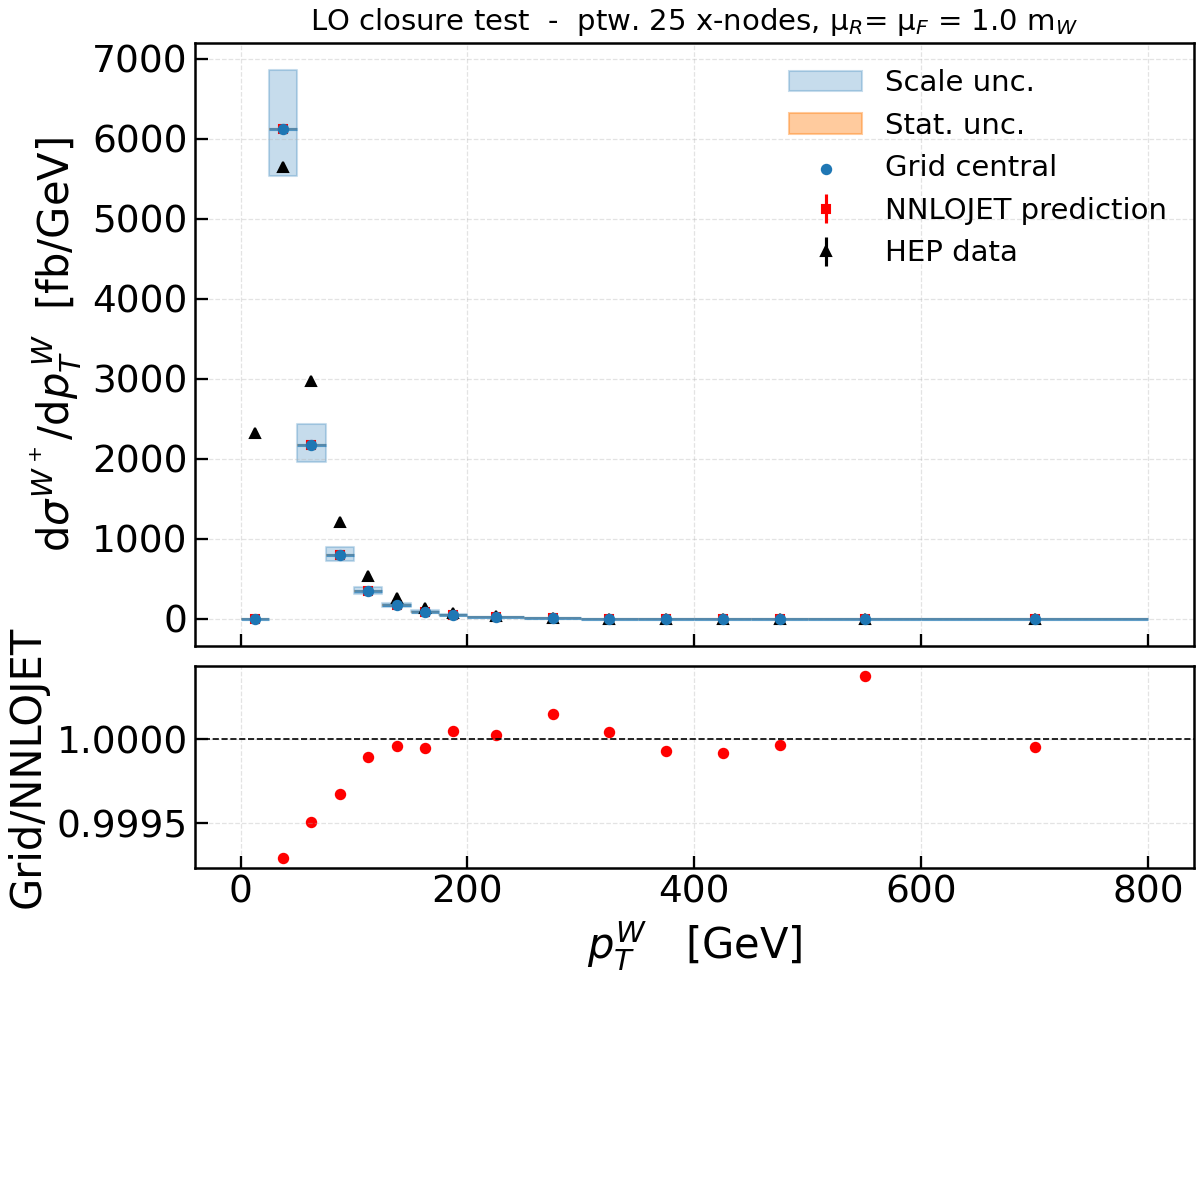 LO closure test - ptw. 25 x-nodes, μR= μF = 1.0 mW
7000
6000
5000
4000
3000
2000
1000
0
dσW+/dpTW [fb/GeV]
Scale unc.
Stat. unc.
Grid central
NNLOJET prediction
HEP data
Grid/NNLOJET
1.0000
0.9995
0 200 400 600 800
pTW [GeV]